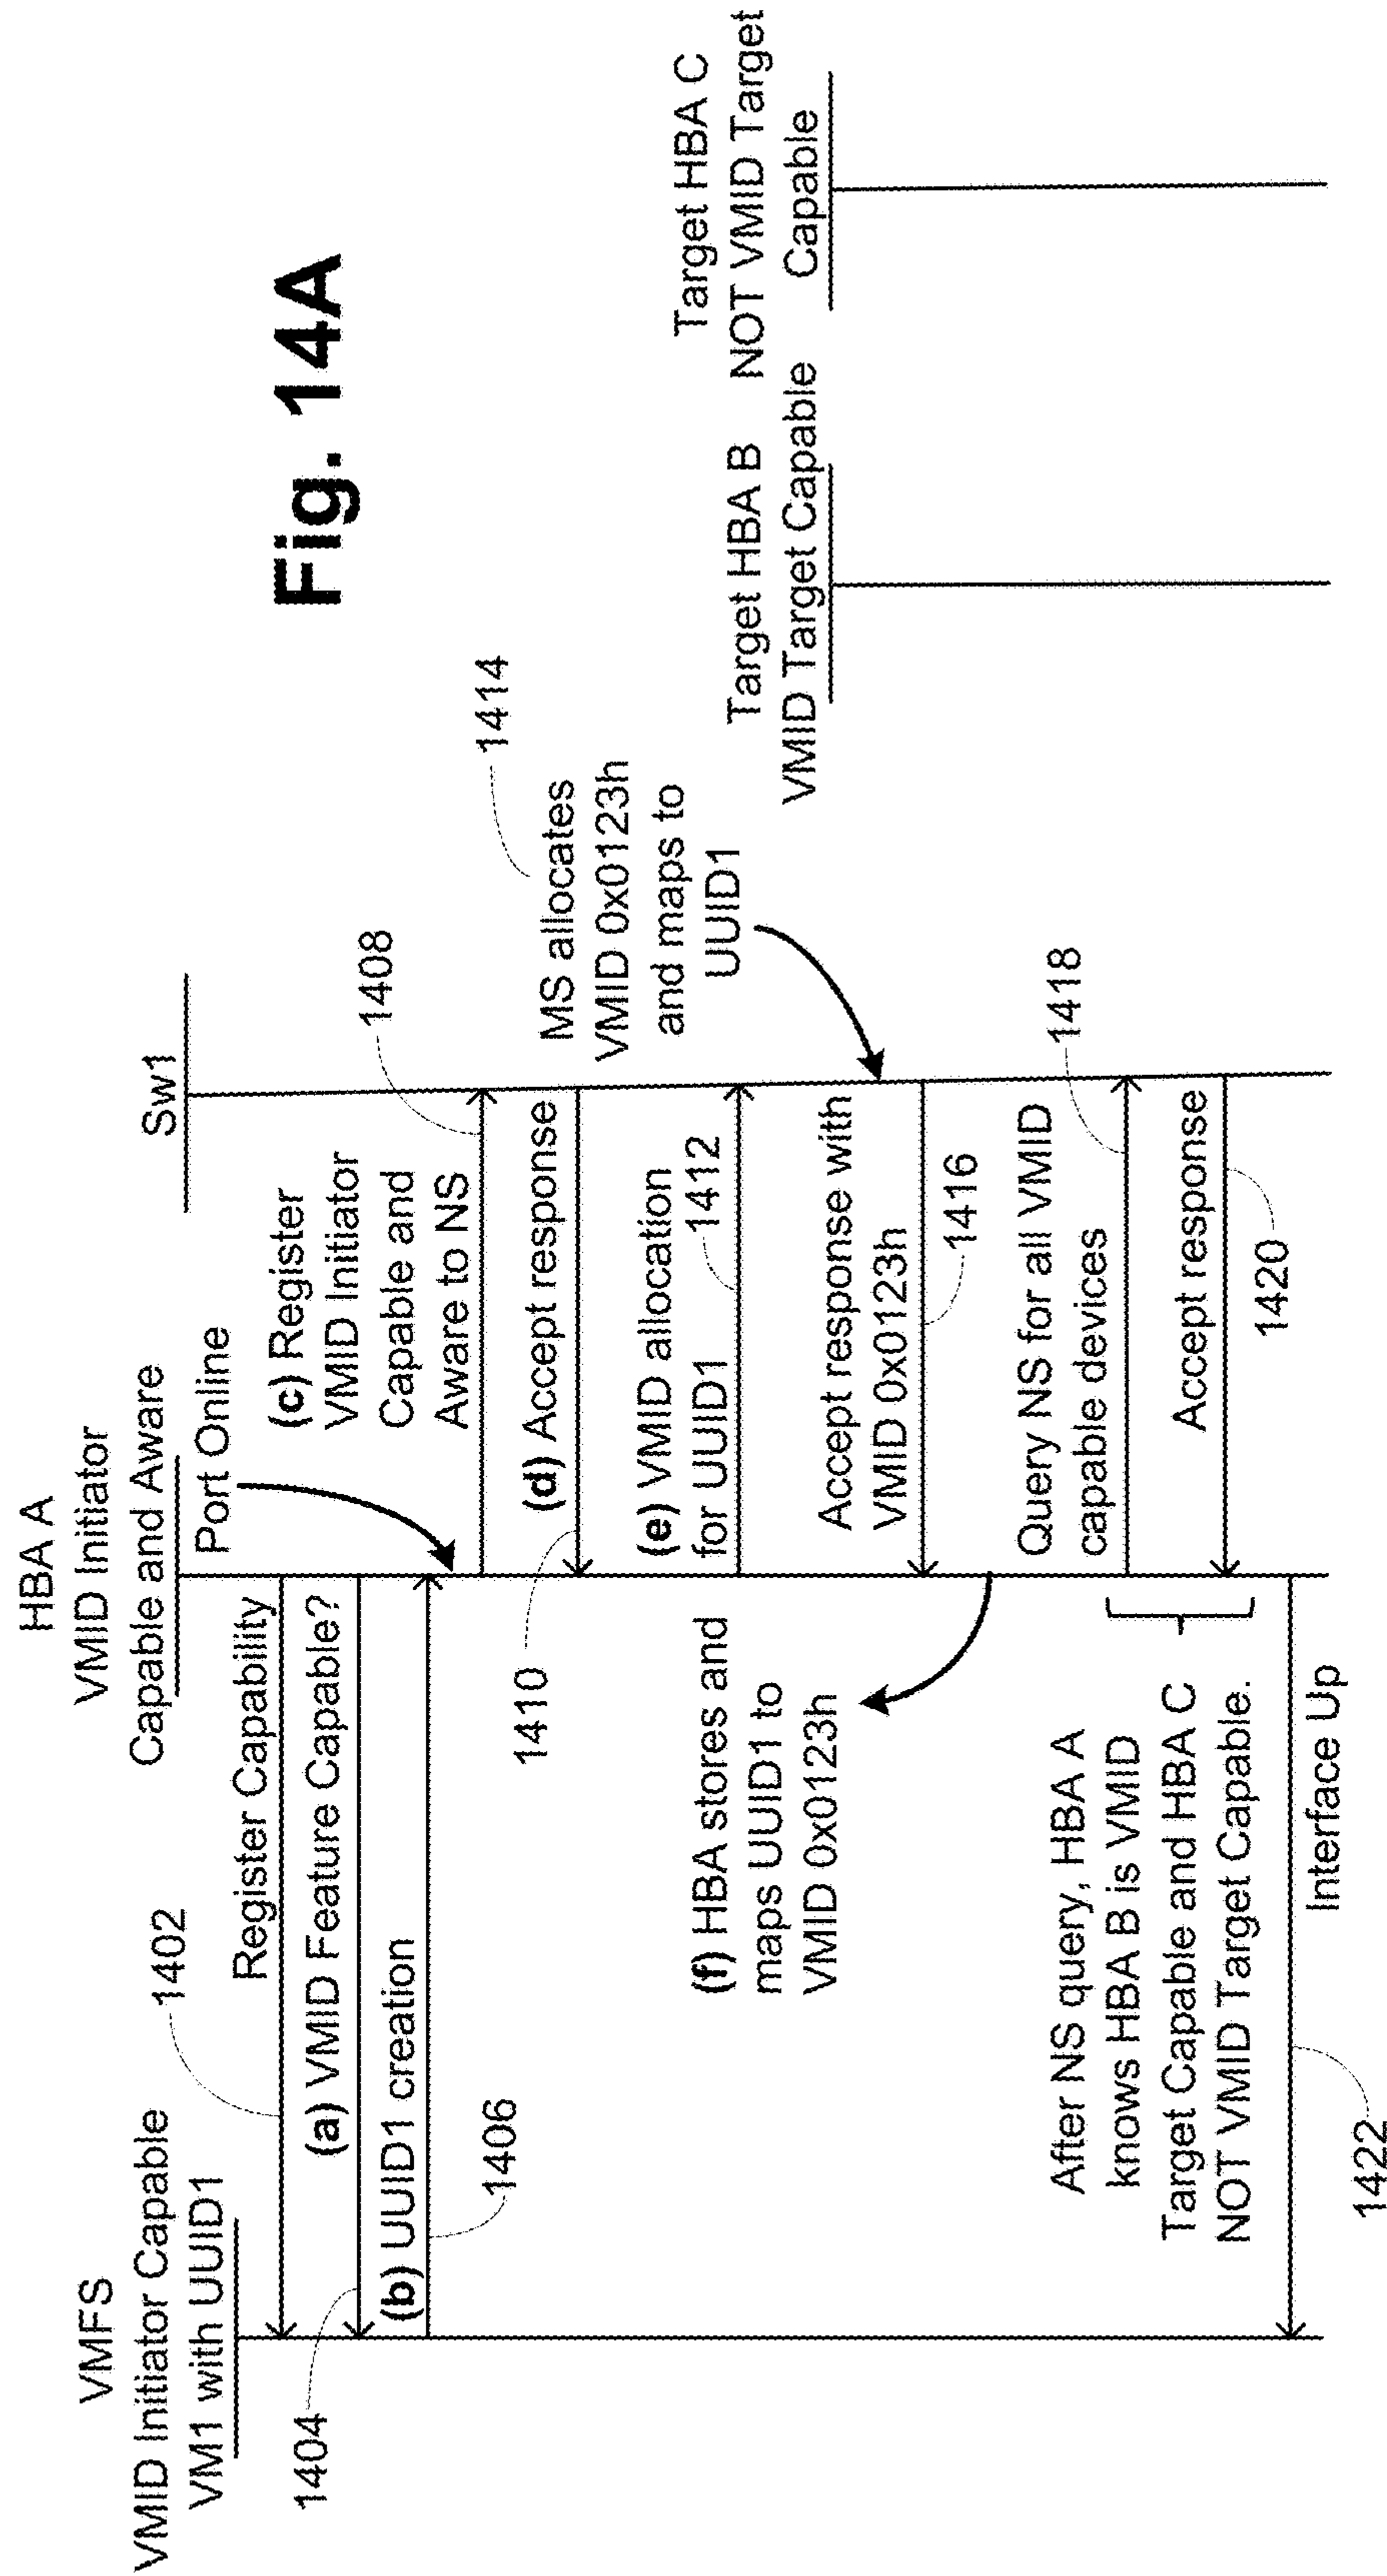 Fig. 14A
VMFS
VMID Initiator Capable
VM1 with UUID1
HBA A
VMID Initiator
Capable and Aware
Sw1
Target HBA B
VMID Target Capable
Target HBA C
NOT VMID Target
Capable
1402
Register Capability
Port Online
1404
(a) VMID Feature Capable?
(b) UUID1 creation
1406
(c) Register
VMID Initiator
Capable and
Aware to NS
1408
(d) Accept response
1410
(e) VMID allocation
for UUID1
1412
1414
MS allocates
VMID 0x0123h
and maps to
UUID1
Accept response with
VMID 0x0123h
1416
(f) HBA stores and
maps UUID1 to
VMID 0x0123h
Query NS for all VMID
capable devices
1418
Accept response
1420
After NS query, HBA A
knows HBA B is VMID
Target Capable and HBA C
NOT VMID Target Capable.
Interface Up
1422